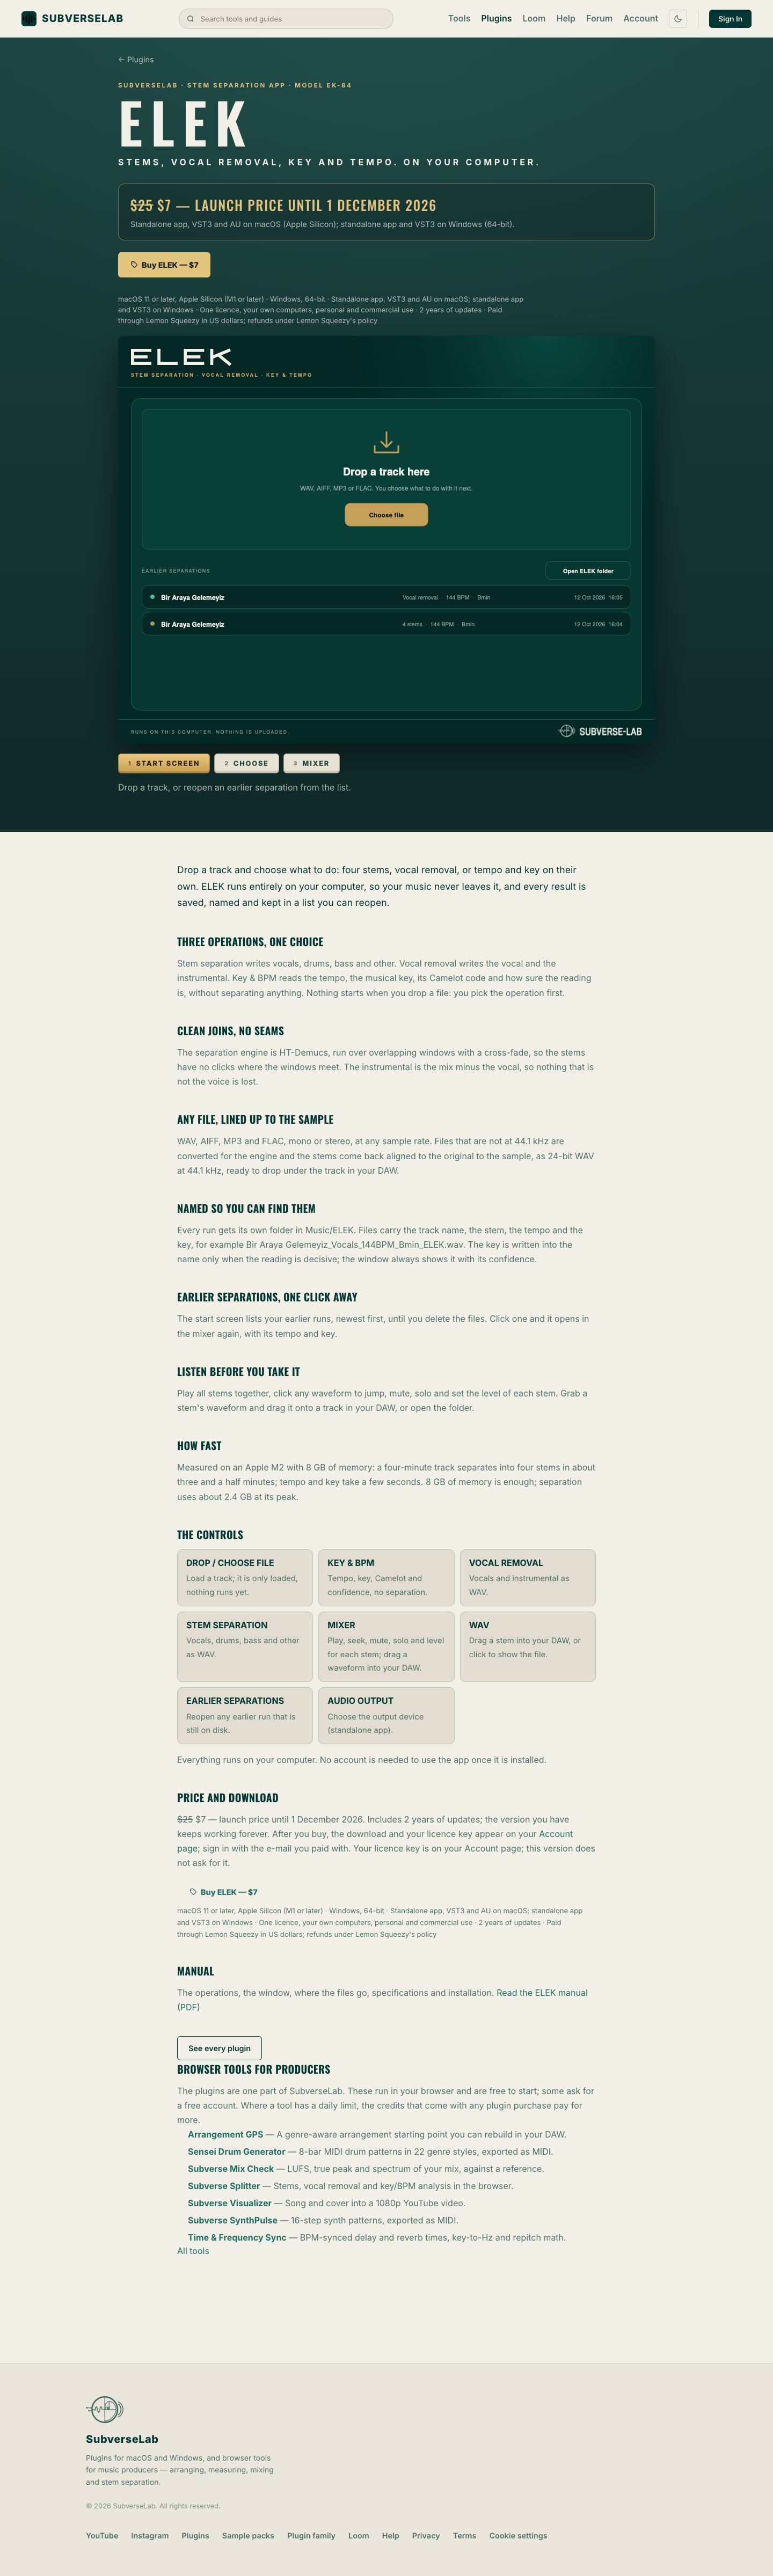 SUBVERSELAB
Search tools and guides
Tools Plugins Loom Help Forum Account
Sign In
← Plugins
SUBVERSELAB · STEM SEPARATION APP · MODEL EK-84
ELEK
STEMS, VOCAL REMOVAL, KEY AND TEMPO. ON YOUR COMPUTER.
$25 $7 — LAUNCH PRICE UNTIL 1 DECEMBER 2026
Standalone app, VST3 and AU on macOS (Apple Silicon); standalone app and VST3 on Windows (64-bit).
Buy ELEK — $7
macOS 11 or later, Apple Silicon (M1 or later) · Windows, 64-bit · Standalone app, VST3 and AU on macOS; standalone app
and VST3 on Windows · One licence, your own computers, personal and commercial use · 2 years of updates · Paid
through Lemon Squeezy in US dollars; refunds under Lemon Squeezy's policy
ELEK
STEM SEPARATION · VOCAL REMOVAL · KEY & TEMPO
Drop a track here
WAV, AIFF, MP3 or FLAC. You choose what to do with it next.
Choose file
EARLIER SEPARATIONS
Open ELEK folder
Bir Araya Gelemeyiz Vocal removal · 144 BPM · Bmin 12 Oct 2026 16:05
Bir Araya Gelemeyiz 4 stems · 144 BPM · Bmin 12 Oct 2026 16:04
RUNS ON THIS COMPUTER. NOTHING IS UPLOADED.
SUBVERSE-LAB
1 START SCREEN 2 CHOOSE 3 MIXER
Drop a track, or reopen an earlier separation from the list.
Drop a track and choose what to do: four stems, vocal removal, or tempo and key on their
own. ELEK runs entirely on your computer, so your music never leaves it, and every result is
saved, named and kept in a list you can reopen.
THREE OPERATIONS, ONE CHOICE
Stem separation writes vocals, drums, bass and other. Vocal removal writes the vocal and the
instrumental. Key & BPM reads the tempo, the musical key, its Camelot code and how sure the reading
is, without separating anything. Nothing starts when you drop a file: you pick the operation first.
CLEAN JOINS, NO SEAMS
The separation engine is HT-Demucs, run over overlapping windows with a cross-fade, so the stems
have no clicks where the windows meet. The instrumental is the mix minus the vocal, so nothing that is
not the voice is lost.
ANY FILE, LINED UP TO THE SAMPLE
WAV, AIFF, MP3 and FLAC, mono or stereo, at any sample rate. Files that are not at 44.1 kHz are
converted for the engine and the stems come back aligned to the original to the sample, as 24-bit WAV
at 44.1 kHz, ready to drop under the track in your DAW.
NAMED SO YOU CAN FIND THEM
Every run gets its own folder in Music/ELEK. Files carry the track name, the stem, the tempo and the
key, for example Bir Araya Gelemeyiz_Vocals_144BPM_Bmin_ELEK.wav. The key is written into the
name only when the reading is decisive; the window always shows it with its confidence.
EARLIER SEPARATIONS, ONE CLICK AWAY
The start screen lists your earlier runs, newest first, until you delete the files. Click one and it opens in
the mixer again, with its tempo and key.
LISTEN BEFORE YOU TAKE IT
Play all stems together, click any waveform to jump, mute, solo and set the level of each stem. Grab a
stem's waveform and drag it onto a track in your DAW, or open the folder.
HOW FAST
Measured on an Apple M2 with 8 GB of memory: a four-minute track separates into four stems in about
three and a half minutes; tempo and key take a few seconds. 8 GB of memory is enough; separation
uses about 2.4 GB at its peak.
THE CONTROLS
DROP / CHOOSE FILE
Load a track; it is only loaded,
nothing runs yet.
KEY & BPM
Tempo, key, Camelot and
confidence, no separation.
VOCAL REMOVAL
Vocals and instrumental as
WAV.
STEM SEPARATION
Vocals, drums, bass and other
as WAV.
MIXER
Play, seek, mute, solo and level
for each stem; drag a
waveform into your DAW.
WAV
Drag a stem into your DAW, or
click to show the file.
EARLIER SEPARATIONS
Reopen any earlier run that is
still on disk.
AUDIO OUTPUT
Choose the output device
(standalone app).
Everything runs on your computer. No account is needed to use the app once it is installed.
PRICE AND DOWNLOAD
$25 $7 — launch price until 1 December 2026. Includes 2 years of updates; the version you have
keeps working forever. After you buy, the download and your licence key appear on your Account
page; sign in with the e-mail you paid with. Your licence key is on your Account page; this version does
not ask for it.
Buy ELEK — $7
macOS 11 or later, Apple Silicon (M1 or later) · Windows, 64-bit · Standalone app, VST3 and AU on macOS; standalone app
and VST3 on Windows · One licence, your own computers, personal and commercial use · 2 years of updates · Paid
through Lemon Squeezy in US dollars; refunds under Lemon Squeezy's policy
MANUAL
The operations, the window, where the files go, specifications and installation. Read the ELEK manual
(PDF)
See every plugin
BROWSER TOOLS FOR PRODUCERS
The plugins are one part of SubverseLab. These run in your browser and are free to start; some ask for
a free account. Where a tool has a daily limit, the credits that come with any plugin purchase pay for
more.
Arrangement GPS — A genre-aware arrangement starting point you can rebuild in your DAW.
Sensei Drum Generator — 8-bar MIDI drum patterns in 22 genre styles, exported as MIDI.
Subverse Mix Check — LUFS, true peak and spectrum of your mix, against a reference.
Subverse Splitter — Stems, vocal removal and key/BPM analysis in the browser.
Subverse Visualizer — Song and cover into a 1080p YouTube video.
Subverse SynthPulse — 16-step synth patterns, exported as MIDI.
Time & Frequency Sync — BPM-synced delay and reverb times, key-to-Hz and repitch math.
All tools
SubverseLab
Plugins for macOS and Windows, and browser tools
for music producers — arranging, measuring, mixing
and stem separation.
© 2026 SubverseLab. All rights reserved.
YouTube Instagram Plugins Sample packs Plugin family Loom Help Privacy Terms Cookie settings